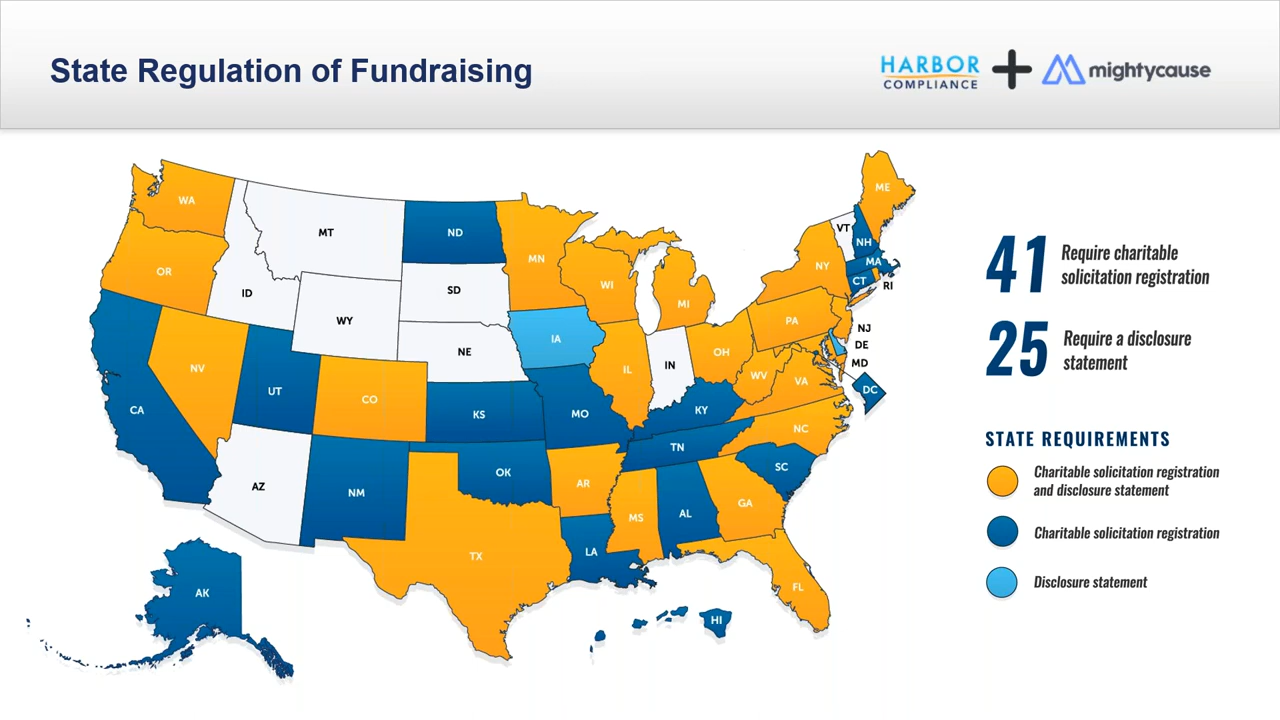 State Regulation of Fundraising
HARBOR
COMPLIANCE
mightycause
WA
MT
ND
MN
ME
VT
NH
MA
CT
RI
NY
OR
ID
SD
WI
MI
WY
NE
IA
PA
NJ
DE
MD
DC
NV
UT
CO
KS
MO
IL
IN
OH
WV
VA
KY
CA
AZ
NM
OK
AR
TN
NC
SC
MS
AL
GA
TX
LA
FL
AK
HI
41
Require charitable
solicitation registration
25
Require a disclosure
statement
STATE REQUIREMENTS
Charitable solicitation registration
and disclosure statement
Charitable solicitation registration
Disclosure statement